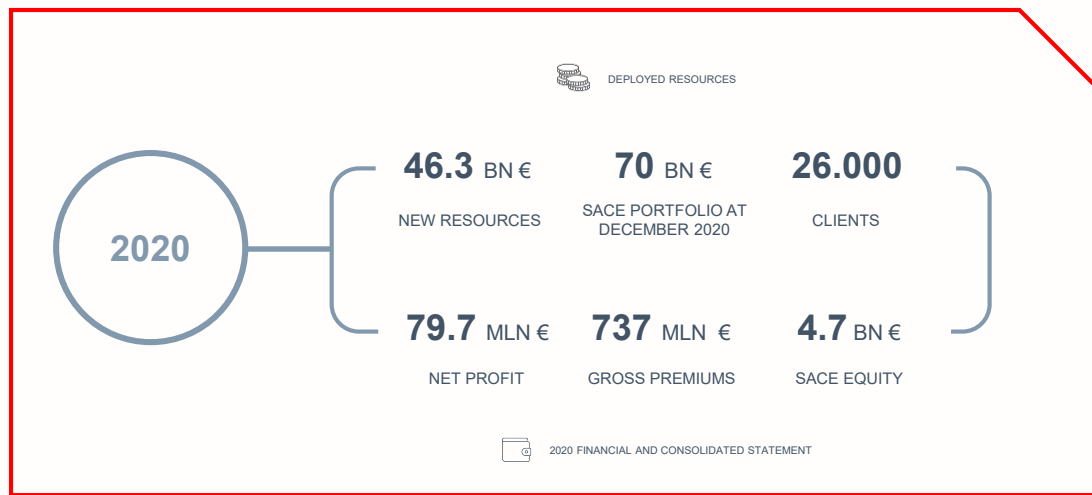 DEPLOYED RESOURCES
2020
46.3 BN €
70 BN €
26.000
NEW RESOURCES
SACE PORTFOLIO AT
DECEMBER 2020
CLIENTS
79.7 MLN €
737 MLN €
4.7 BN €
NET PROFIT
GROSS PREMIUMS
SACE EQUITY
2020 FINANCIAL AND CONSOLIDATED STATEMENT